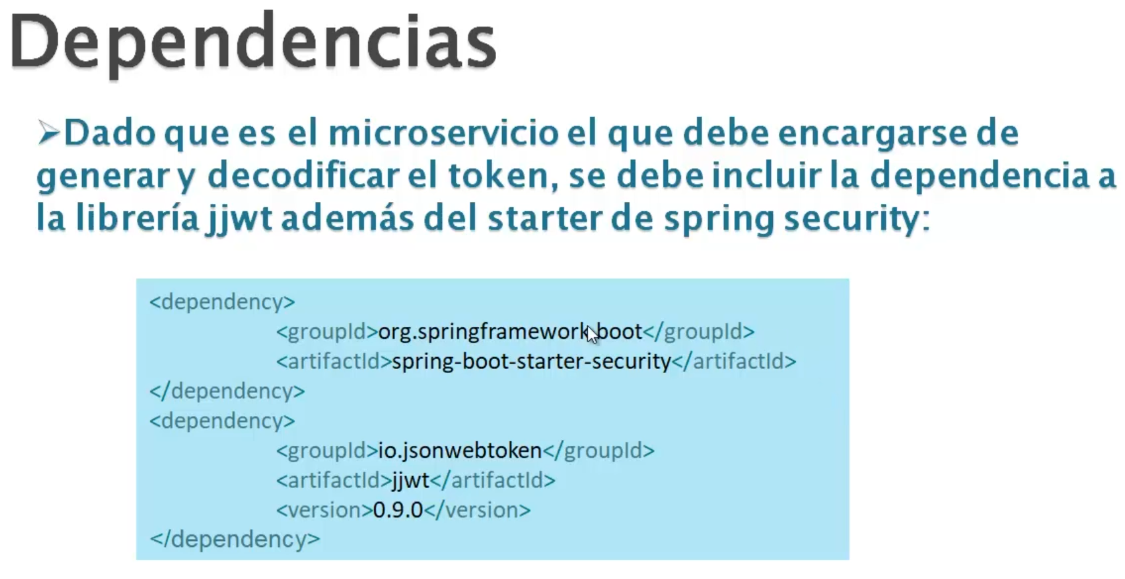 Dependencias
➢Dado que es el microservicio el que debe encargarse de
generar y decodificar el token, se debe incluir la dependencia a
la librería jjwt además del starter de spring security:
<dependency>
<groupId>org.springframework.boot</groupId>
<artifactId>spring-boot-starter-security</artifactId>
</dependency>
<dependency>
<groupId>io.jsonwebtoken</groupId>
<artifactId>jjwt</artifactId>
<version>0.9.0</version>
</dependency>